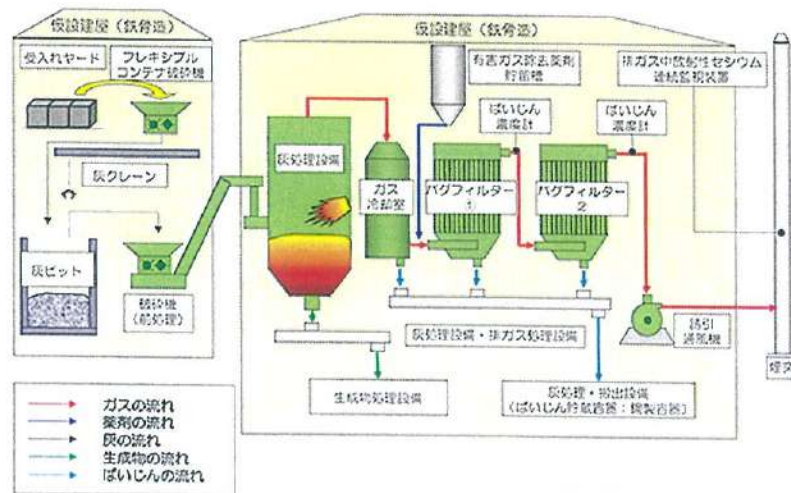 仮設建屋（鉄骨造）
受入れヤード
フレキシブル
コンテナ破砕機
灰クレーン
灰ピット
破砕機
（前処理）
仮設建屋（鉄骨造）
有害ガス除去薬剤
貯留槽
排ガス中放射性セシウム
連続監視装置
ばいじん
濃度計
ばいじん
濃度計
灰処理設備
ガス
冷却室
バグフィルター
①
バグフィルター
2
灰処理設備・排ガス処理設備
誘引
通風機
煙突
生成物処理設備
灰処理・搬出設備
（ばいじん貯蔵容器：鋼製容器）
ガスの流れ
薬剤の流れ
灰の流れ
生成物の流れ
ばいじんの流れ